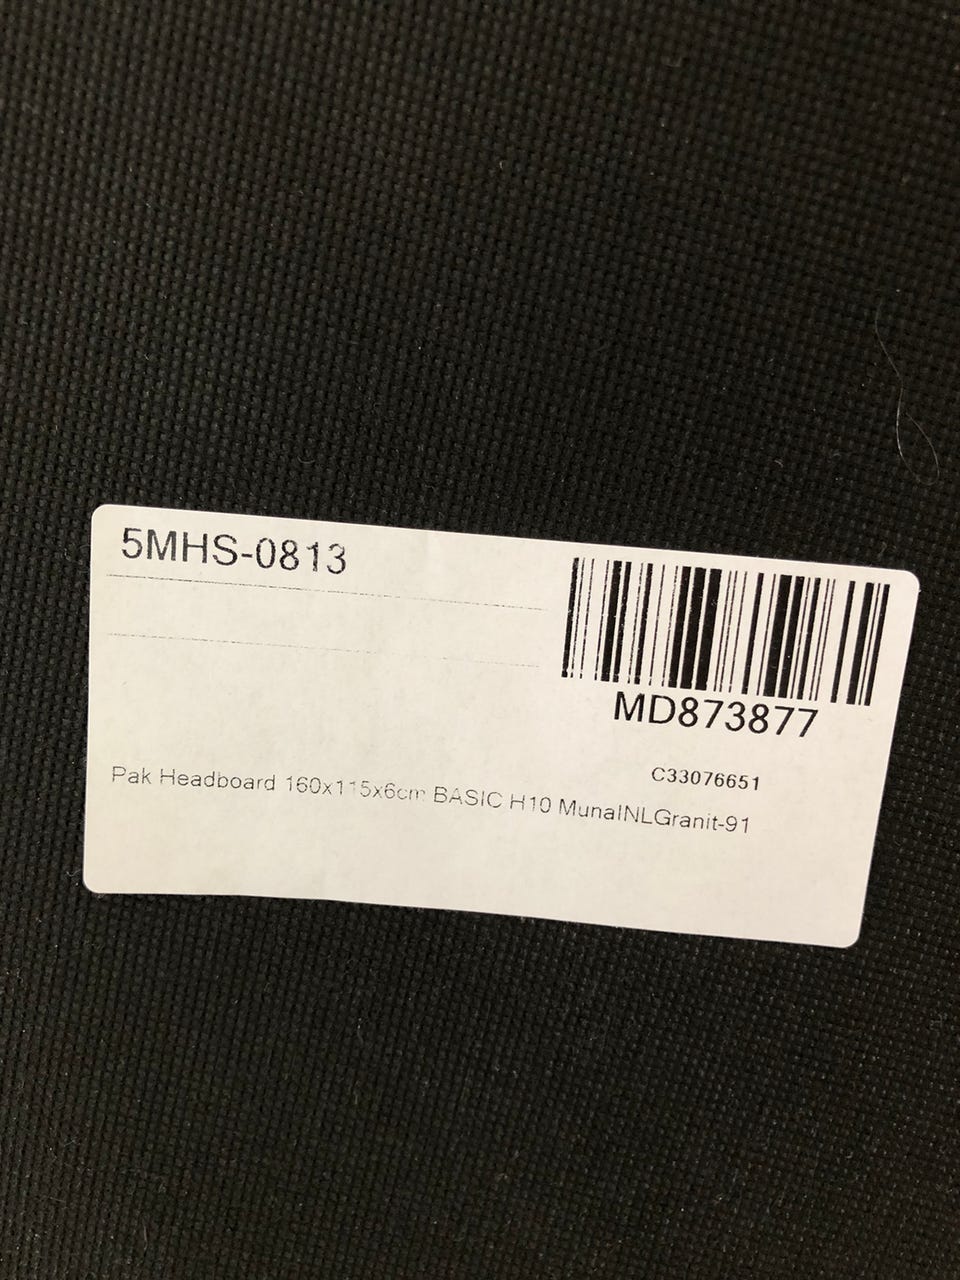 5MHS-0813
MD873877
C33076651
Pak Headboard 160x115x6cm BASIC H10 MunaINLGranit-91